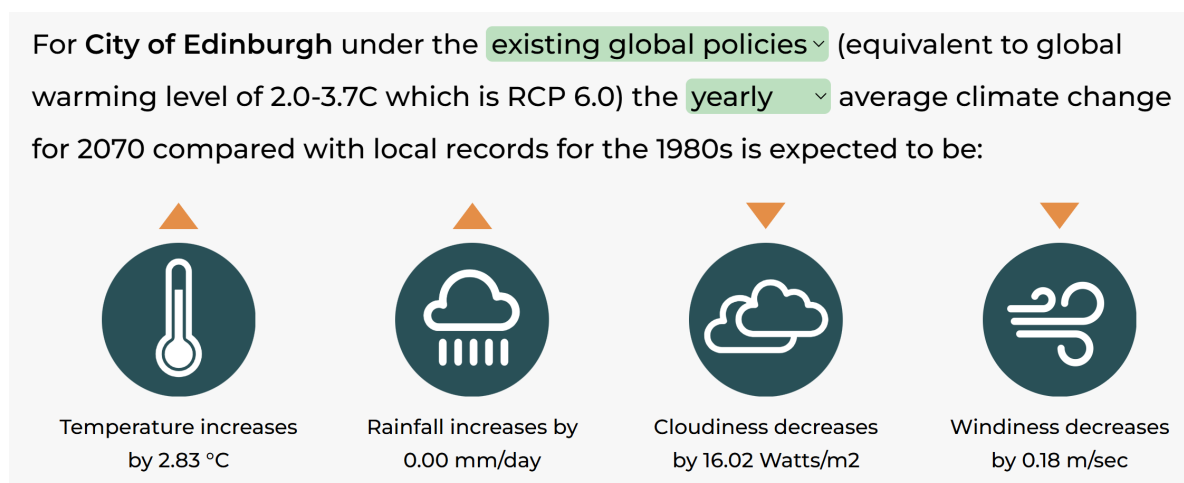 For City of Edinburgh under the existing global policies (equivalent to global
warming level of 2.0-3.7C which is RCP 6.0) the yearly average climate change
for 2070 compared with local records for the 1980s is expected to be:
Temperature increases
by 2.83 °C
Rainfall increases by
0.00 mm/day
Cloudiness decreases
by 16.02 Watts/m2
Windiness decreases
by 0.18 m/sec